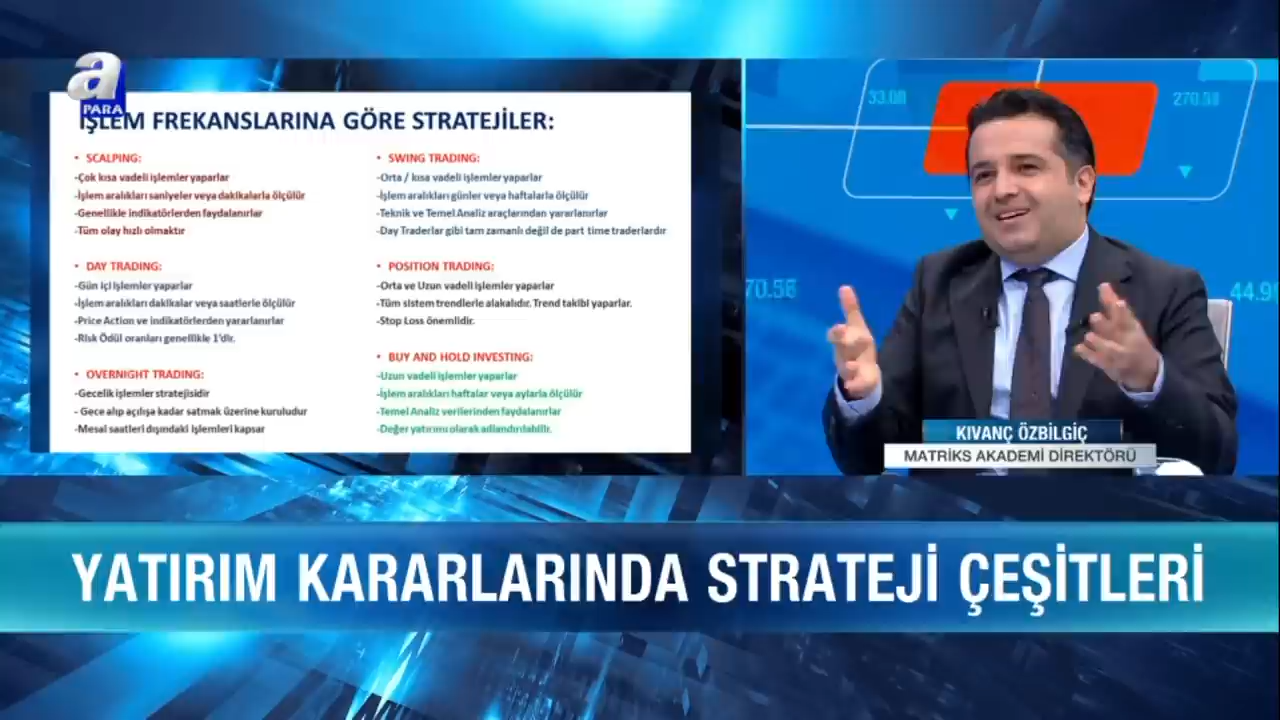 a
PARA
İŞLEM FREKANSLARINA GÖRE STRATEJİLER:
• SCALPING:
-Çok kısa vadeli işlemler yaparlar
-İşlem aralıkları saniyeler veya dakikalarla ölçülür
-Genellikle indikatörlerden faydalanırlar
-Tüm olay hızlı olmaktır
• DAY TRADING:
-Gün içi işlemler yaparlar
-İşlem aralıkları dakikalar veya saatlerle ölçülür
-Price Action ve indikatörlerden yararlanırlar
-Risk Ödül oranları genellikle 1'dir.
• OVERNIGHT TRADING:
-Gecelik işlemler stratejisidir
- Gece alıp açılışa kadar satmak üzerine kuruludur
-Mesai saatleri dışındaki işlemleri kapsar
• SWING TRADING:
-Orta / kısa vadeli işlemler yaparlar
-İşlem aralıkları günler veya haftalarla ölçülür
-Teknik ve Temel Analiz araçlarından yararlanırlar
-Day Traderlar gibi tam zamanlı değil de part time traderlardır
• POSITION TRADING:
-Orta ve Uzun vadeli işlemler yaparlar
-Tüm sistem trendlerle alakalıdır. Trend takibi yaparlar.
-Stop Loss önemlidir.
• BUY AND HOLD INVESTING:
-Uzun vadeli işlemler yaparlar
-İşlem aralıkları haftalar veya aylarla ölçülür
-Temel Analiz verilerinden faydalanırlar
-Değer yatırımı olarak adlandırılabilir.
33.00
270.58
70.56
44.9
KIVANÇ ÖZBİLGİÇ
MATRİKS AKADEMİ DİREKTÖRÜ
YATIRIM KARARLARINDA STRATEJİ ÇEŞİTLERİ